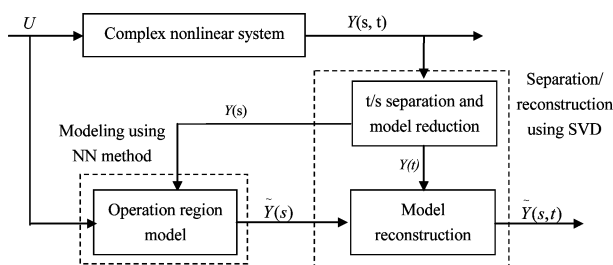 U
Complex nonlinear system
Y(s, t)
t/s separation and
model reduction
Separation/
reconstruction
using SVD
Y(s)
Modeling using
NN method
Y(t)
Operation region
model
Ỹ(s)
Model
reconstruction
Ỹ(s,t)